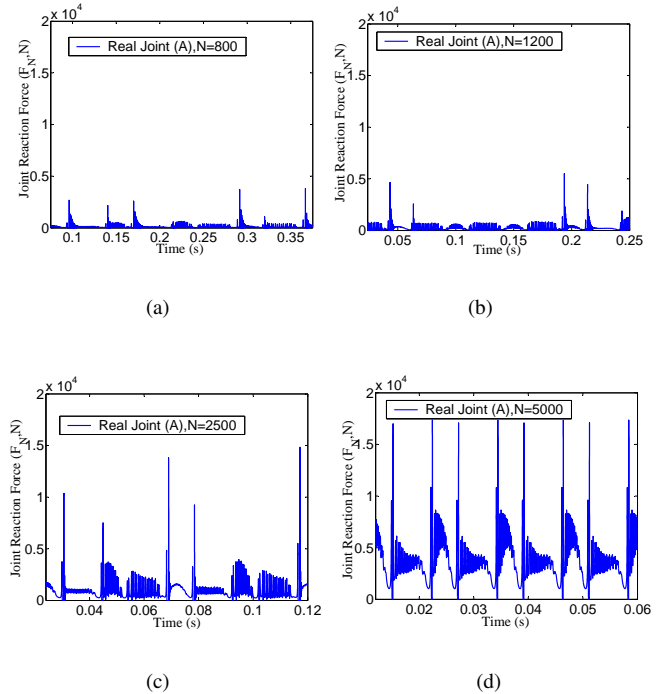 2 x 10^4
Real Joint (A),N=800
1.5
1
0.5
0
Joint Reaction Force (F_N,N)
0.1 0.15 0.2 0.25 0.3 0.35
Time (s)
(a)
2 x 10^4
Real Joint (A),N=1200
1.5
1
0.5
0
Joint Reaction Force (F_N,N)
0.05 0.1 0.15 0.2 0.25
Time (s)
(b)
2 x 10^4
Real Joint (A),N=2500
1.5
1
0.5
0
Joint Reaction Force (F_N,N)
0.04 0.06 0.08 0.1 0.12
Time (s)
(c)
2 x 10^4
Real Joint (A),N=5000
1.5
1
0.5
0
Joint Reaction Force (F_N,N)
0.02 0.03 0.04 0.05 0.06
Time (s)
(d)